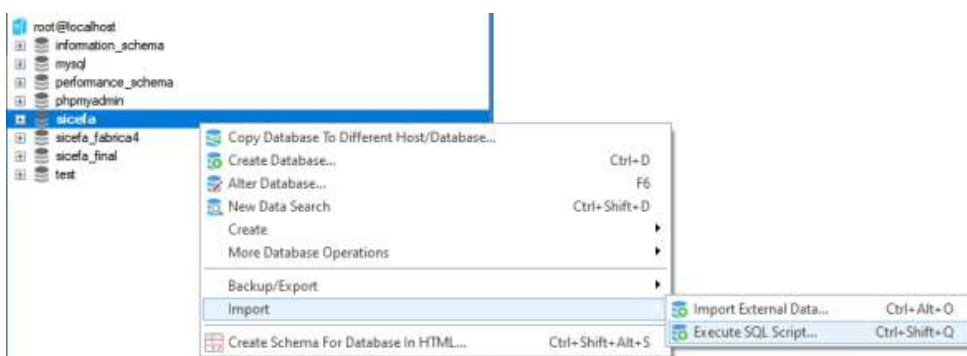 root@localhost
information_schema
mysql
performance_schema
phpmyadmin
sicefa
sicefa_fabrica4
sicefa_final
test
Copy Database To Different Host/Database...
Create Database... Ctrl+D
Alter Database... F6
New Data Search Ctrl+Shift+D
Create
More Database Operations
Backup/Export
Import
Import External Data... Ctrl+Alt+O
Execute SQL Script... Ctrl+Shift+Q
Create Schema For Database In HTML... Ctrl+Shift+Alt+S